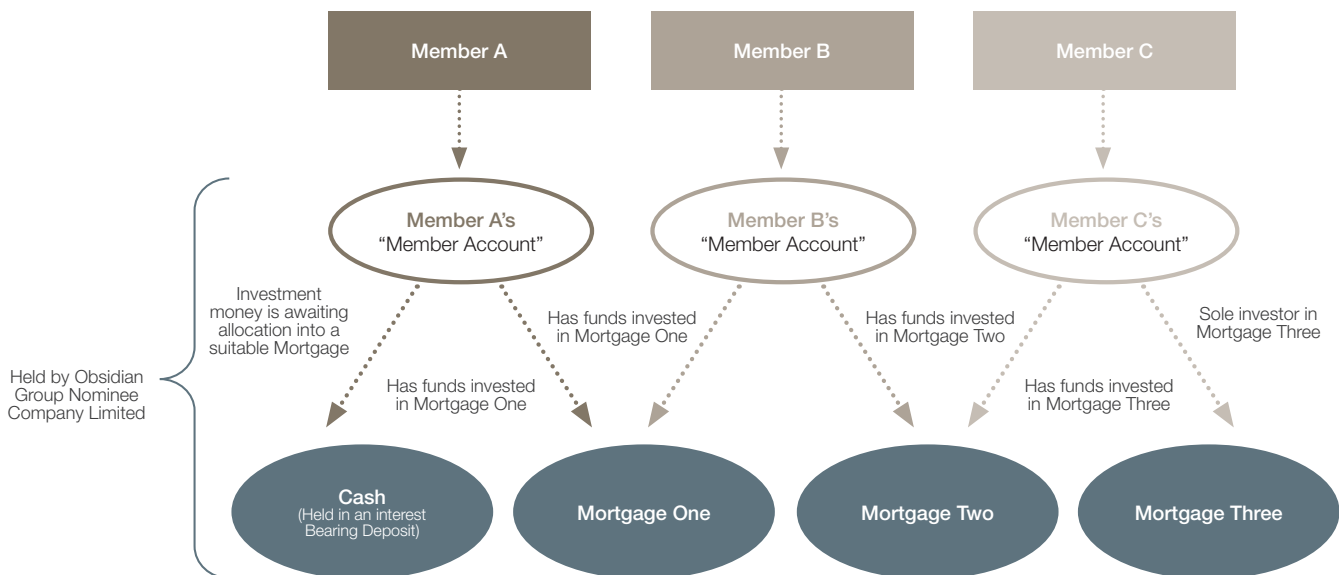 Member A
Member B
Member C
Member A’s
“Member Account”
Member B’s
“Member Account”
Member C’s
“Member Account”
Investment
money is awaiting
allocation into a
suitable Mortgage
Has funds invested
in Mortgage One
Has funds invested
in Mortgage Two
Sole investor in
Mortgage Three
Held by Obsidian
Group Nominee
Company Limited
Has funds invested
in Mortgage One
Has funds invested
in Mortgage Three
Cash
(Held in an interest
Bearing Deposit)
Mortgage One
Mortgage Two
Mortgage Three